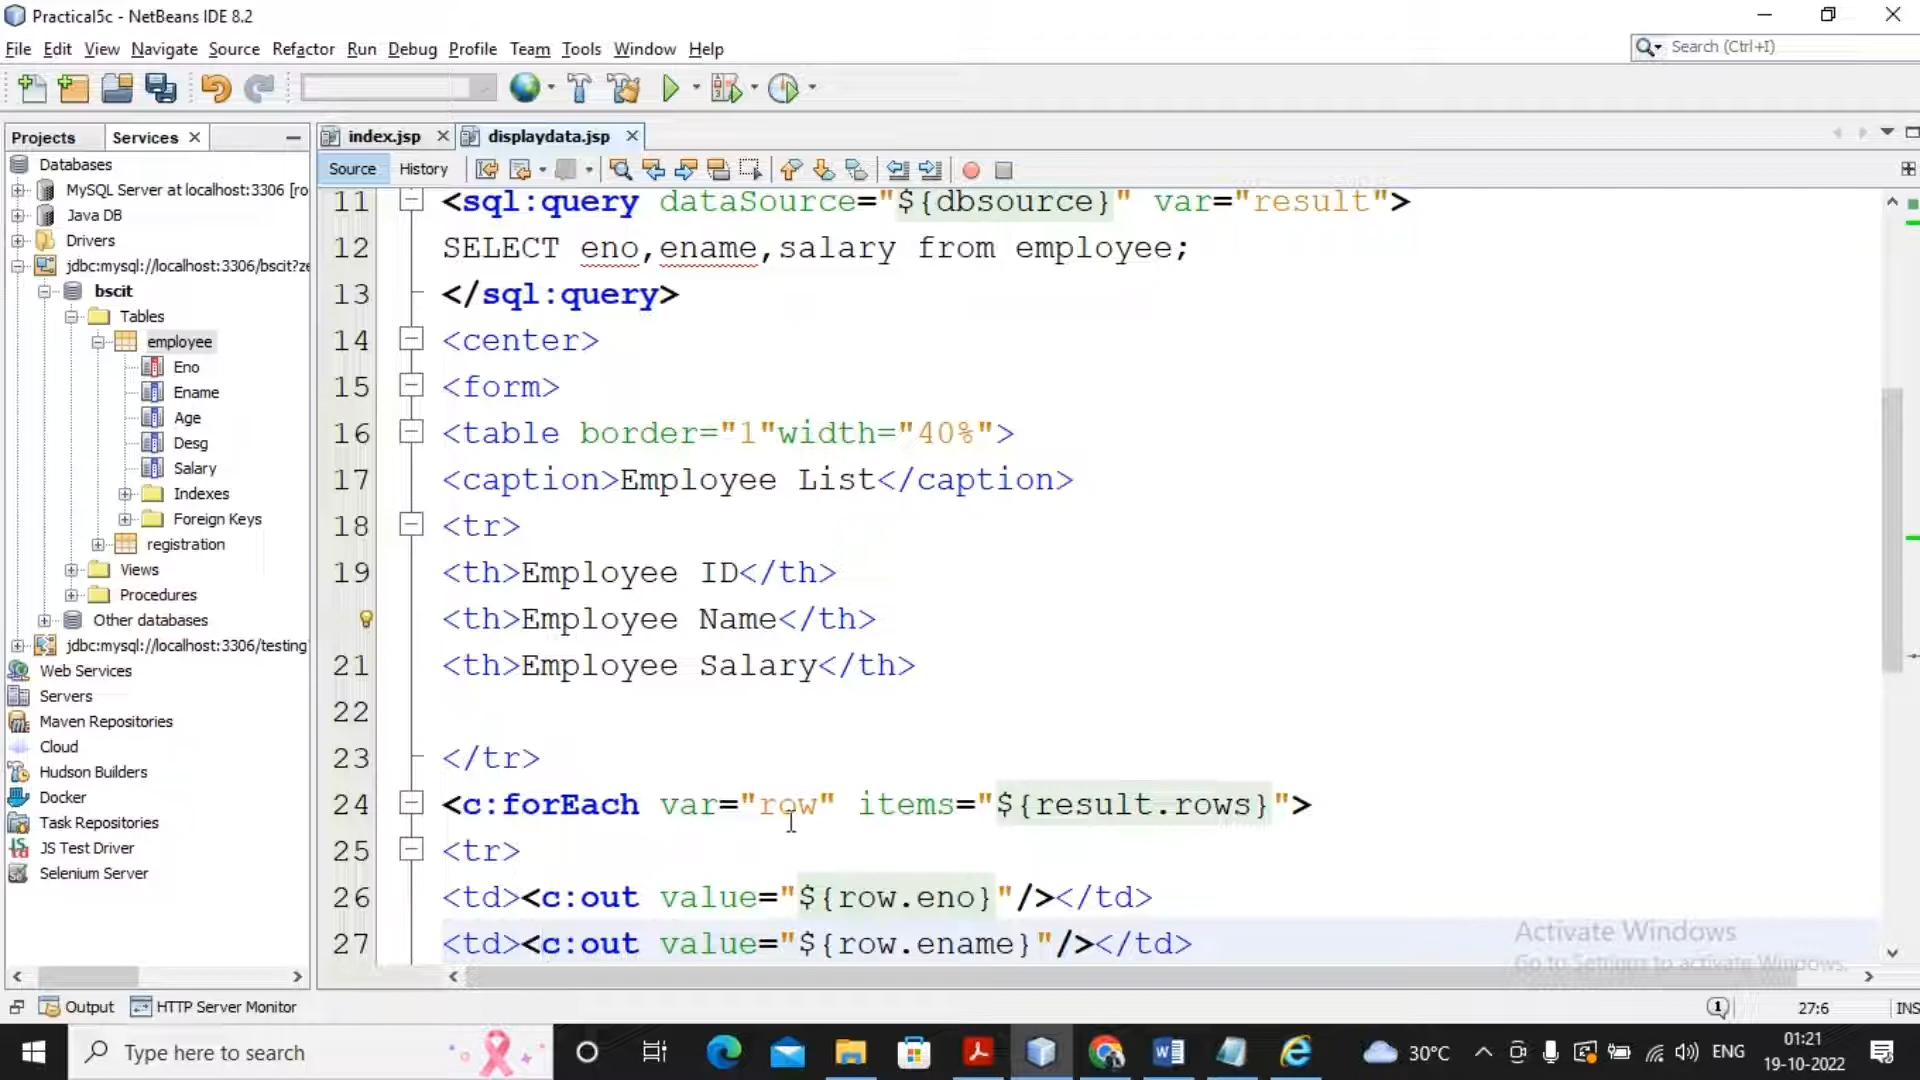 Practical5c - NetBeans IDE 8.2
File Edit View Navigate Source Refactor Run Debug Profile Team Tools Window Help
Search (Ctrl+I)
Projects
Services
index.jsp
displaydata.jsp
Source
History
Databases
MySQL Server at localhost:3306 [ro
Java DB
Drivers
jdbc:mysql://localhost:3306/bscit?ze
bscit
Tables
employee
Eno
Ename
Age
Desg
Salary
Indexes
Foreign Keys
registration
Views
Procedures
Other databases
jdbc:mysql://localhost:3306/testing
Web Services
Servers
Maven Repositories
Cloud
Hudson Builders
Docker
Task Repositories
JS Test Driver
Selenium Server
11 <sql:query dataSource="${dbsource}" var="result">
12 SELECT eno,ename,salary from employee;
13 </sql:query>
14 <center>
15 <form>
16 <table border="1"width="40%">
17 <caption>Employee List</caption>
18 <tr>
19 <th>Employee ID</th>
<th>Employee Name</th>
21 <th>Employee Salary</th>
22
23 </tr>
24 <c:forEach var="row" items="${result.rows}">
25 <tr>
26 <td><c:out value="${row.eno}"/></td>
27 <td><c:out value="${row.ename}"/></td>
Activate Windows
Go to Settings to activate Windows.
Output
HTTP Server Monitor
27:6
INS
Type here to search
30°C
ENG
01:21
19-10-2022